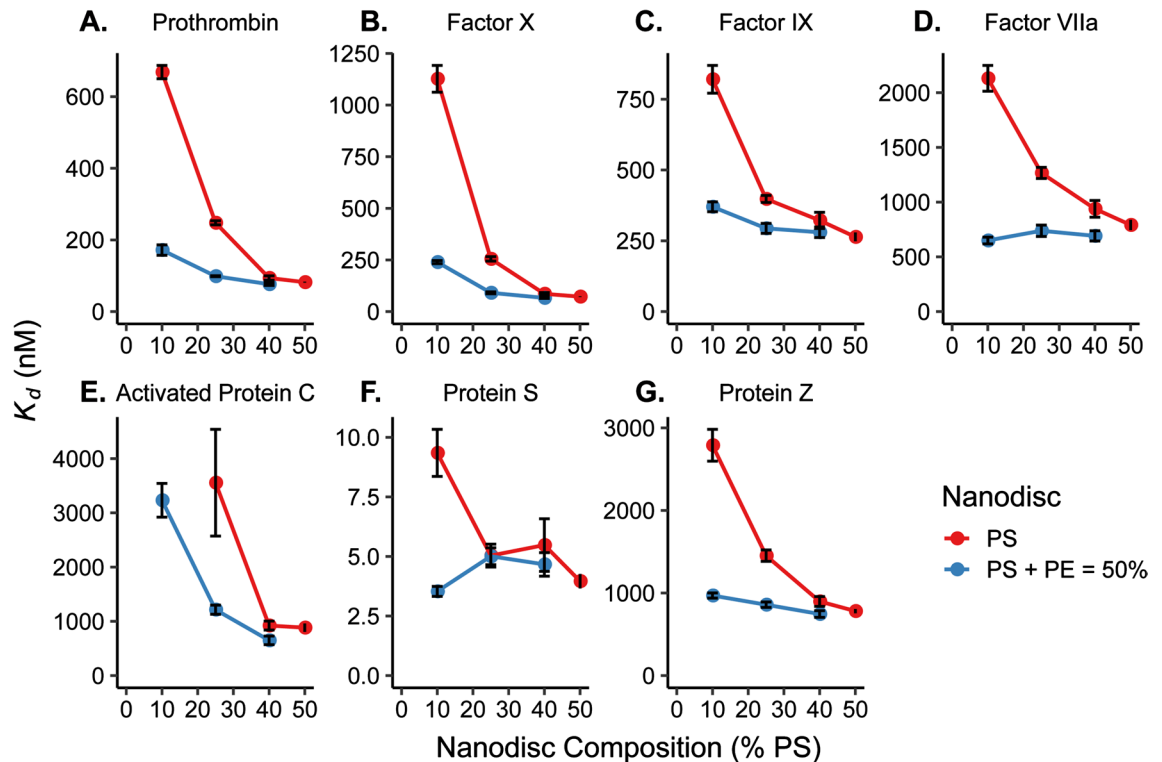 A. Prothrombin
B. Factor X
C. Factor IX
D. Factor VIIa
600
400
200
0
0 10 20 30 40 50
1250
1000
750
500
250
0
0 10 20 30 40 50
750
500
250
0
0 10 20 30 40 50
2000
1500
1000
500
0
0 10 20 30 40 50
K_d (nM)
E. Activated Protein C
F. Protein S
G. Protein Z
4000
3000
2000
1000
0
0 10 20 30 40 50
10.0
7.5
5.0
2.5
0.0
0 10 20 30 40 50
3000
2000
1000
0
0 10 20 30 40 50
Nanodisc
PS
PS + PE = 50%
Nanodisc Composition (% PS)